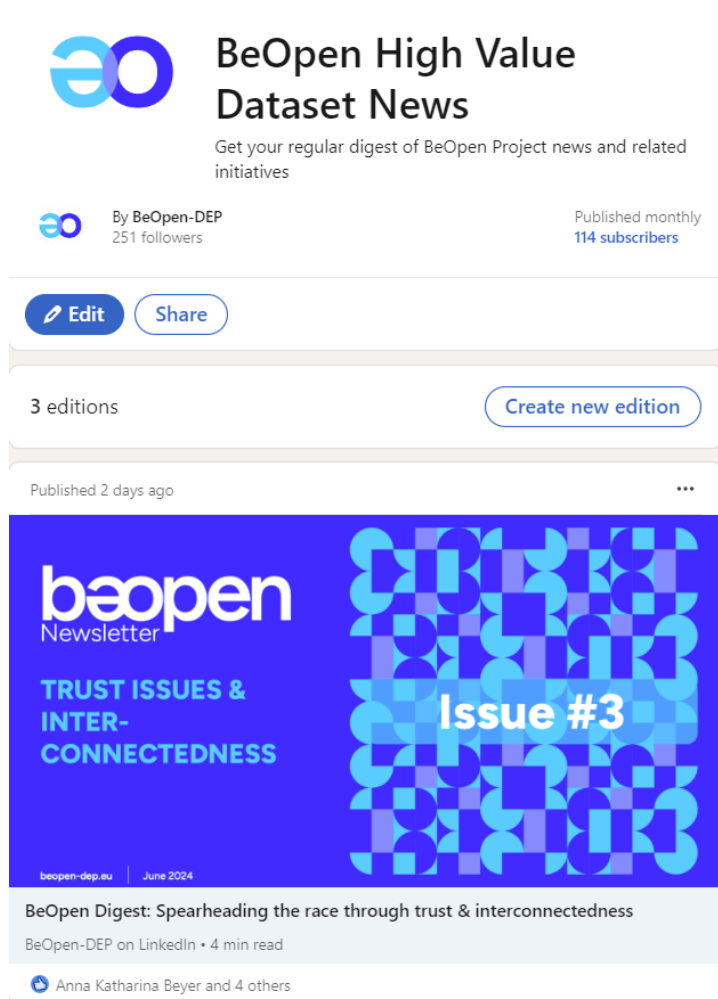 BeOpen High Value
Dataset News
Get your regular digest of BeOpen Project news and related
initiatives
By BeOpen-DEP
251 followers
Published monthly
114 subscribers
Edit
Share
3 editions
Create new edition
Published 2 days ago
beopen
Newsletter
TRUST ISSUES &
INTER-
CONNECTEDNESS
Issue #3
beopen-dep.eu
June 2024
BeOpen Digest: Spearheading the race through trust & interconnectedness
BeOpen-DEP on LinkedIn • 4 min read
Anna Katharina Beyer and 4 others